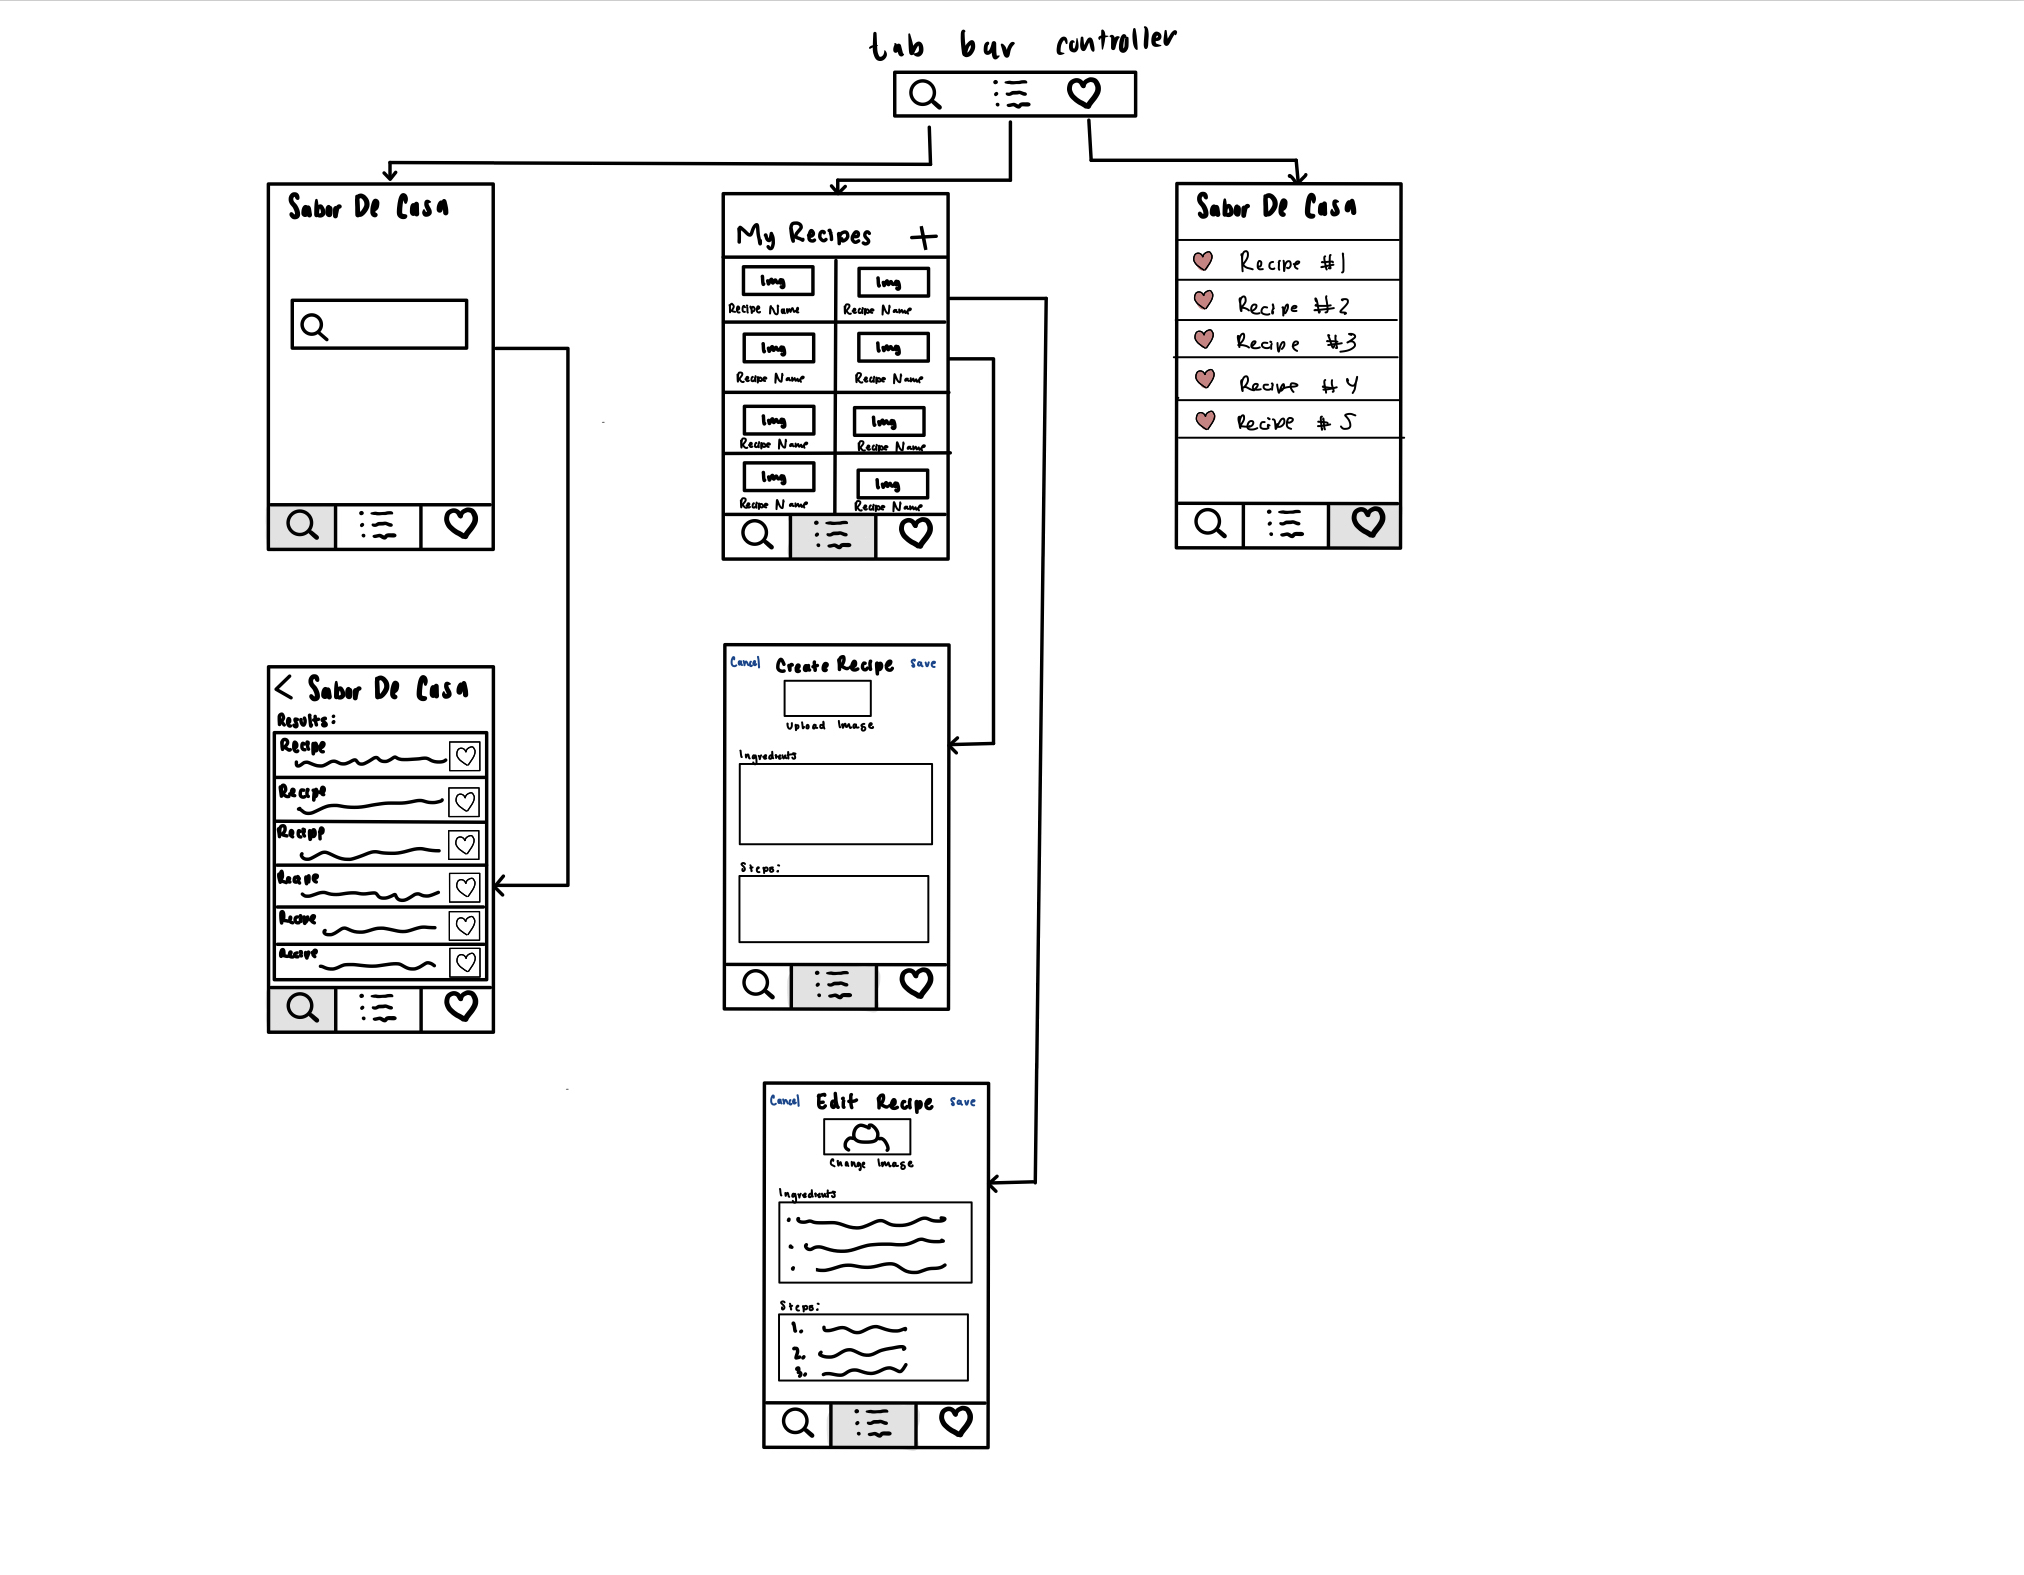 tab bar controller
Sabor De Casa
My Recipes +
Img Img
Recipe Name Recipe Name
Img Img
Recipe Name Recipe Name
Img Img
Recipe Name Recipe Name
Img Img
Recipe Name Recipe Name
Sabor De Casa
Recipe #1
Recipe #2
Recipe #3
Recipe #4
Recipe #5
Sabor De Casa
Results:
Recipe
Recipe
Recipe
Recipe
Recipe
Recipe
Cancel Create Recipe Save
Upload Image
Ingredients
Steps:
Cancel Edit Recipe Save
Change Image
Ingredients
Steps:
1.
2.
3.